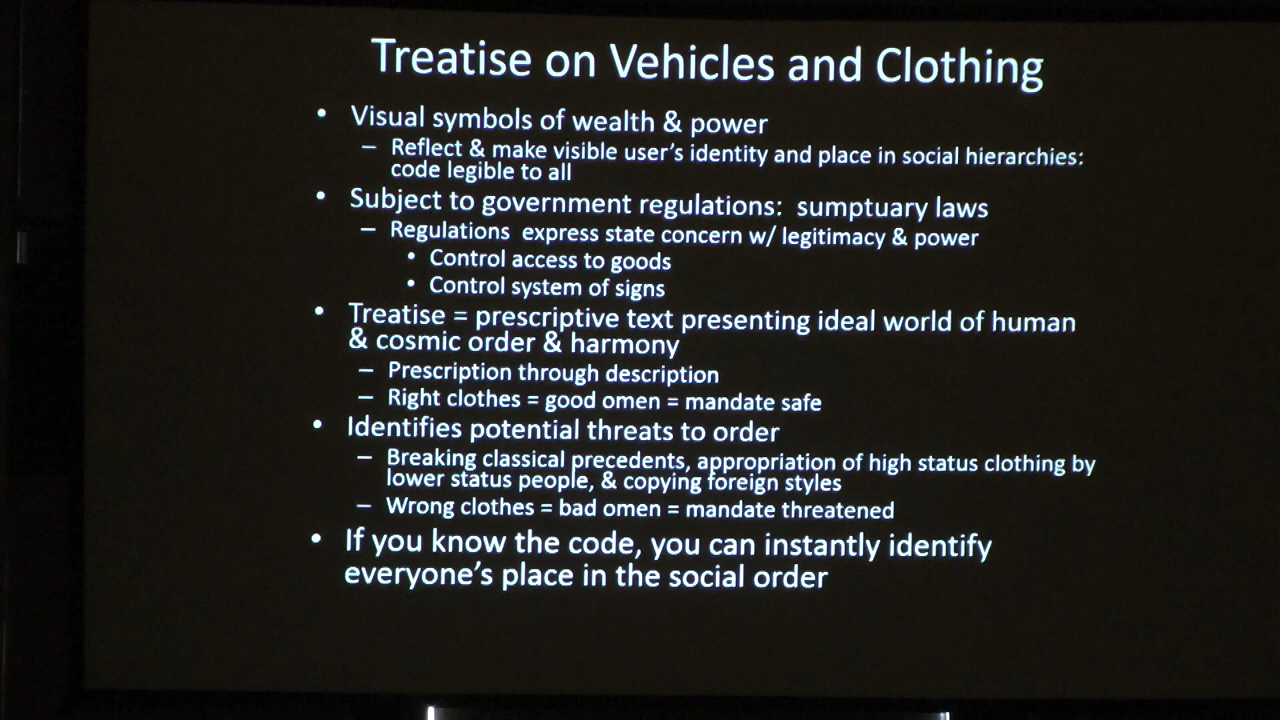 Treatise on Vehicles and Clothing
• Visual symbols of wealth & power
– Reflect & make visible user's identity and place in social hierarchies:
code legible to all
• Subject to government regulations: sumptuary laws
– Regulations express state concern w/ legitimacy & power
• Control access to goods
• Control system of signs
• Treatise = prescriptive text presenting ideal world of human
& cosmic order & harmony
– Prescription through description
– Right clothes = good omen = mandate safe
• Identifies potential threats to order
– Breaking classical precedents, appropriation of high status clothing by
lower status people, & copying foreign styles
– Wrong clothes = bad omen = mandate threatened
• If you know the code, you can instantly identify
everyone's place in the social order